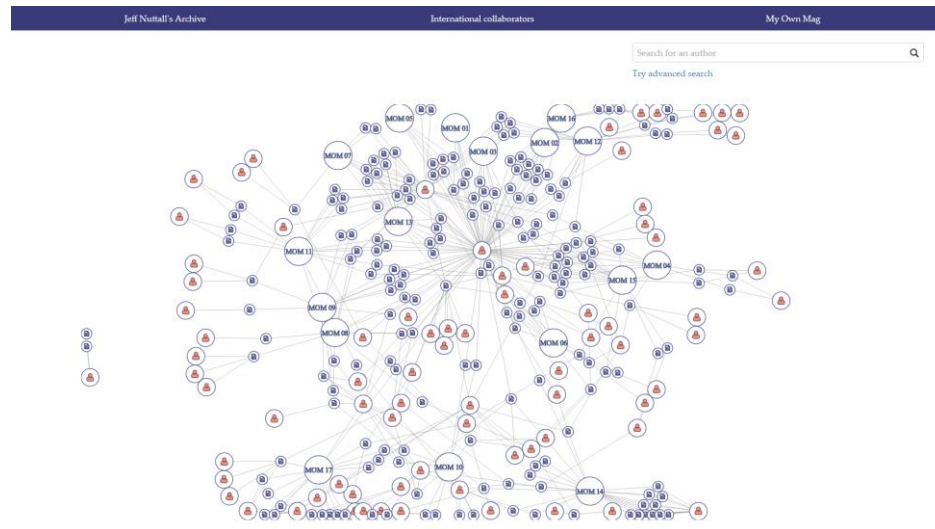 Jeff Nuttall's Archive
International collaborators
My Own Mag
Search for an author
Try advanced search
MOM 05
MOM 01
MOM 16
MOM 03
MOM 02
MOM 12
MOM 07
MOM 13
MOM 11
MOM 04
MOM 15
MOM 09
MOM 08
MOM 06
MOM 17
MOM 10
MOM 14